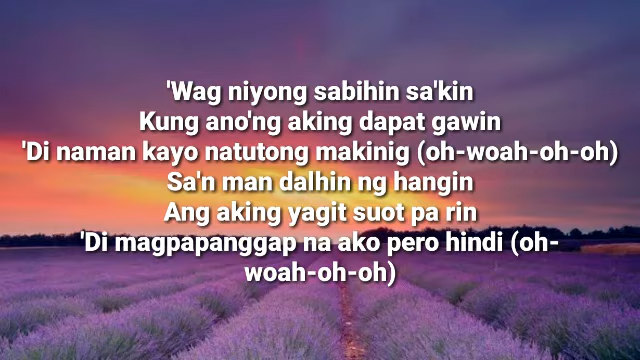 'Wag niyong sabihin sa'kin
Kung ano'ng aking dapat gawin
'Di naman kayo natutong makinig (oh-woah-oh-oh)
Sa'n man dalhin ng hangin
Ang aking yagit suot pa rin
'Di magpapanggap na ako pero hindi (oh-
woah-oh-oh)